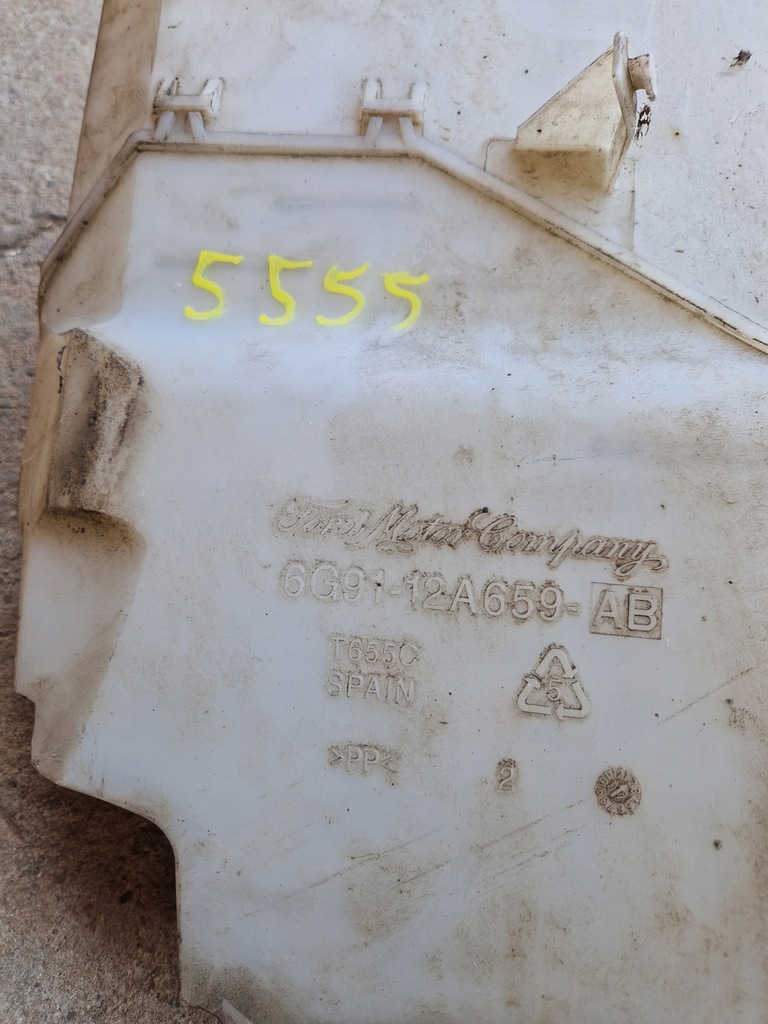 5555
Ford Motor Company
6G91-12A659-AB
T655C
SPAIN
5
>PP<
2